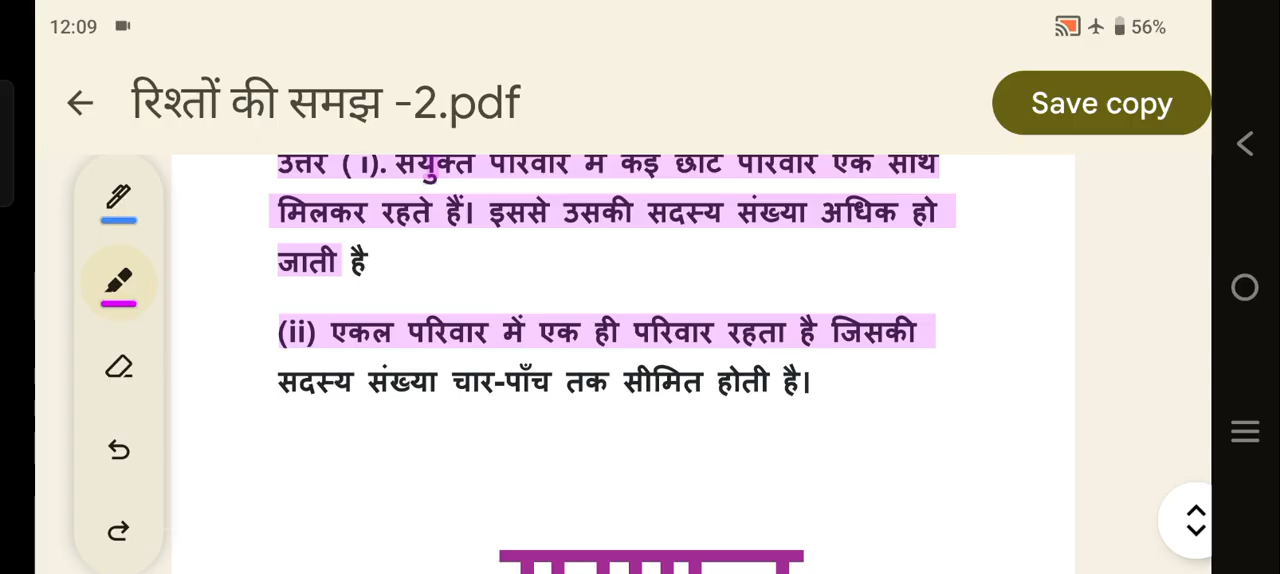 12:09
56%
रिश्तों की समझ -2.pdf
Save copy
उत्तर ( i). संयुक्त परिवार में कई छोटे परिवार एक साथ
मिलकर रहते हैं। इससे उसकी सदस्य संख्या अधिक हो
जाती है
(ii) एकल परिवार में एक ही परिवार रहता है जिसकी
सदस्य संख्या चार-पाँच तक सीमित होती है।